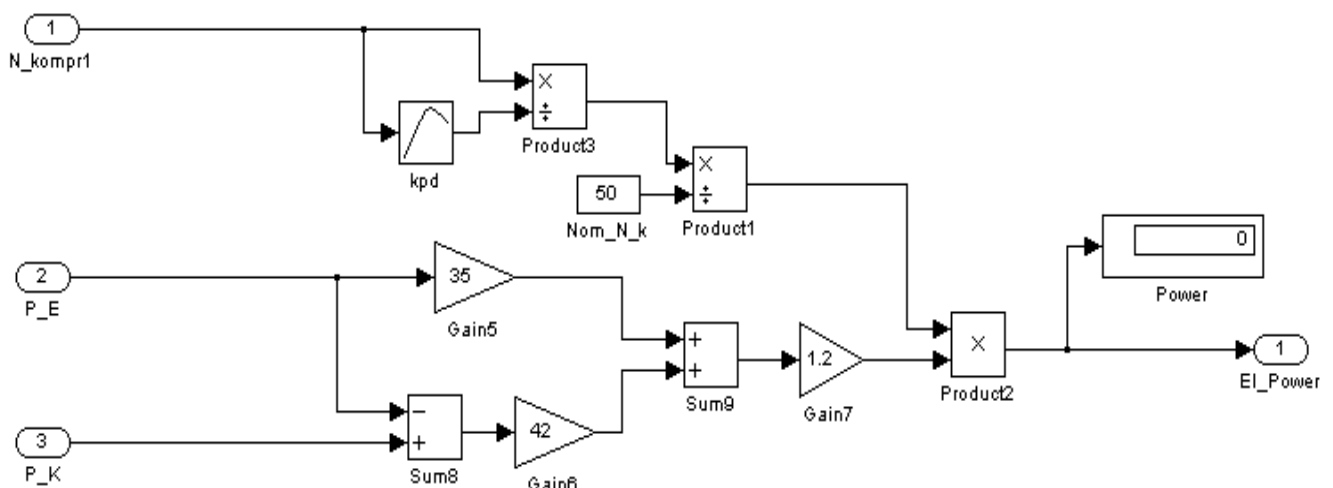 1
N_kompr1
kpd
×
÷
Product3
50
Nom_N_k
×
÷
Product1
2
P_E
35
Gain5
3
P_K
−
+
Sum8
42
Gain6
+
+
Sum9
1.2
Gain7
×
Product2
0
Power
1
El_Power